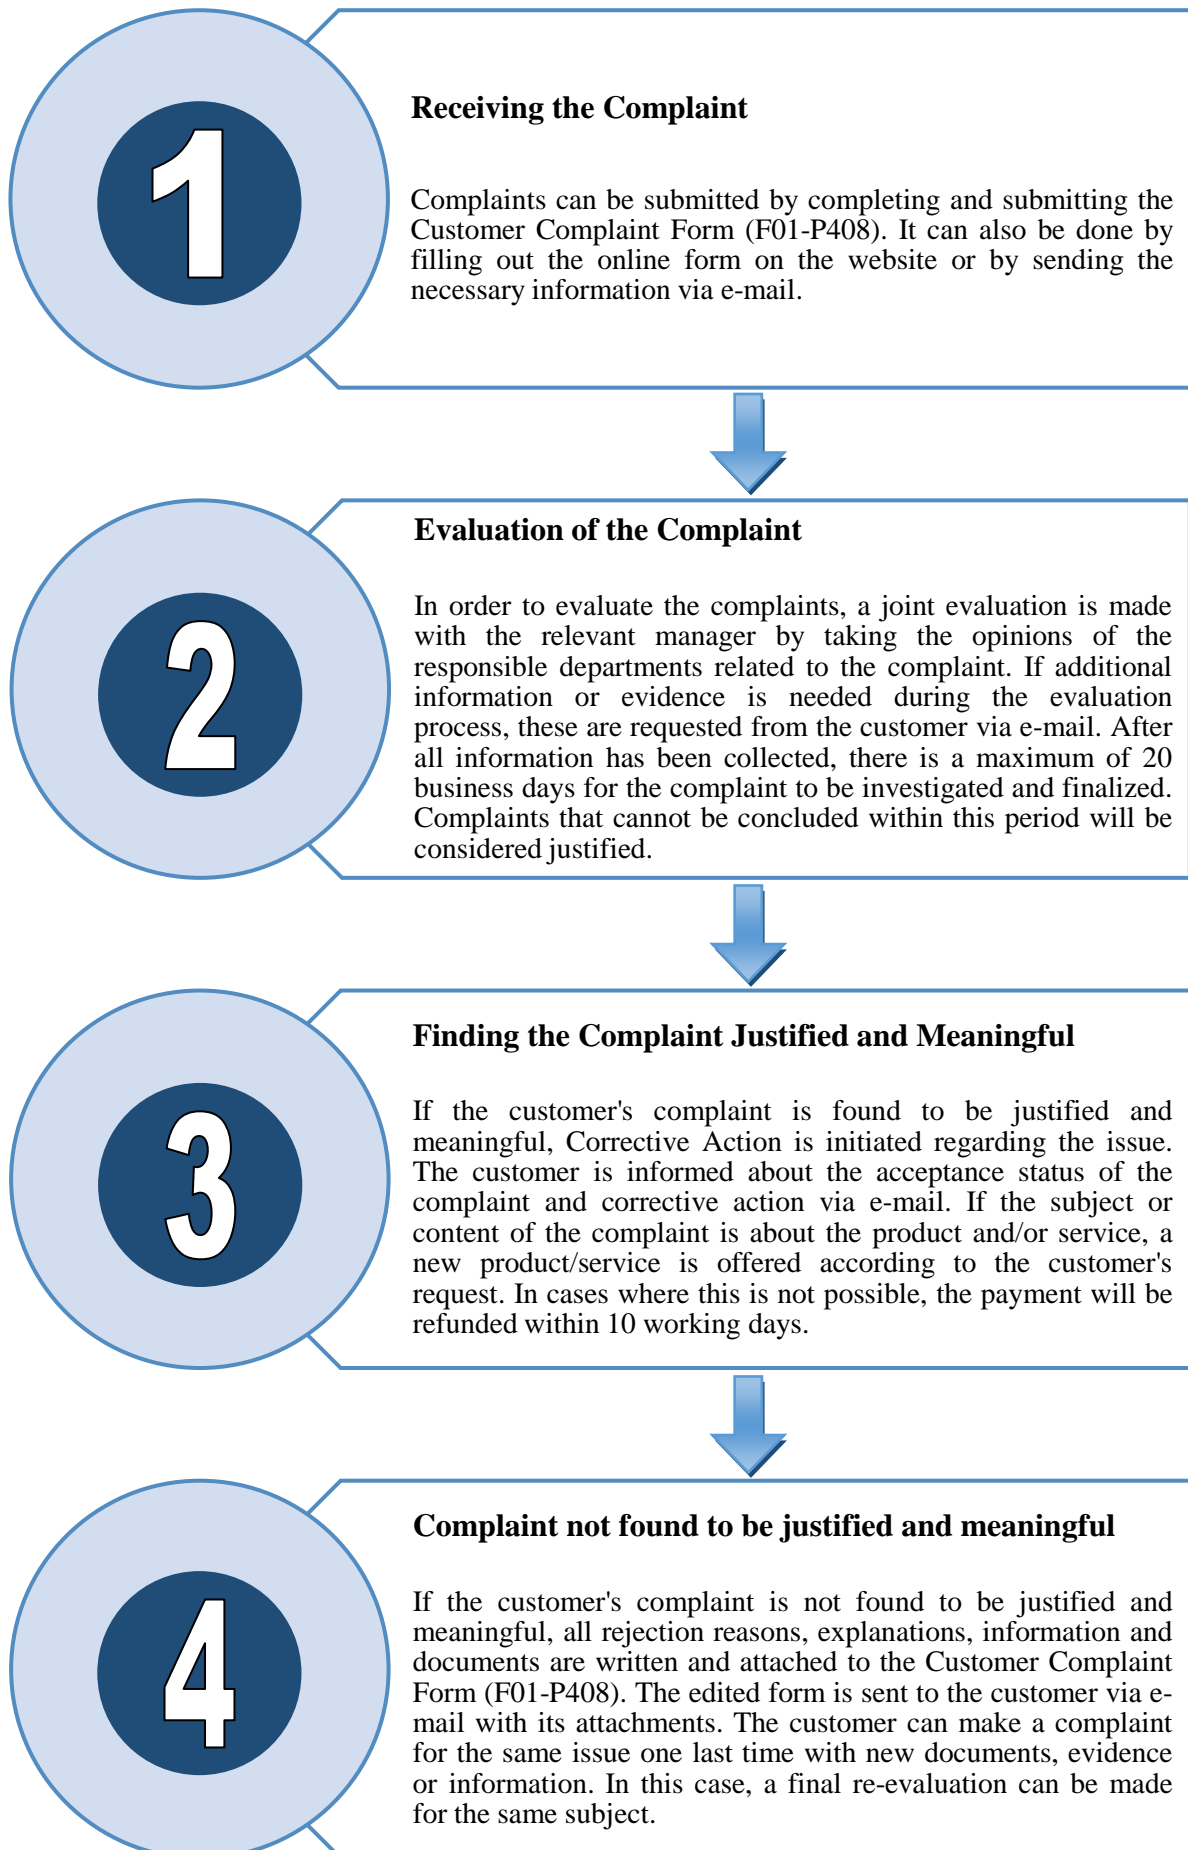 1
Receiving the Complaint
Complaints can be submitted by completing and submitting the
Customer Complaint Form (F01-P408). It can also be done by
filling out the online form on the website or by sending the
necessary information via e-mail.
2
Evaluation of the Complaint
In order to evaluate the complaints, a joint evaluation is made
with the relevant manager by taking the opinions of the
responsible departments related to the complaint. If additional
information or evidence is needed during the evaluation
process, these are requested from the customer via e-mail. After
all information has been collected, there is a maximum of 20
business days for the complaint to be investigated and finalized.
Complaints that cannot be concluded within this period will be
considered justified.
3
Finding the Complaint Justified and Meaningful
If the customer's complaint is found to be justified and
meaningful, Corrective Action is initiated regarding the issue.
The customer is informed about the acceptance status of the
complaint and corrective action via e-mail. If the subject or
content of the complaint is about the product and/or service, a
new product/service is offered according to the customer's
request. In cases where this is not possible, the payment will be
refunded within 10 working days.
4
Complaint not found to be justified and meaningful
If the customer's complaint is not found to be justified and
meaningful, all rejection reasons, explanations, information and
documents are written and attached to the Customer Complaint
Form (F01-P408). The edited form is sent to the customer via e-
mail with its attachments. The customer can make a complaint
for the same issue one last time with new documents, evidence
or information. In this case, a final re-evaluation can be made
for the same subject.